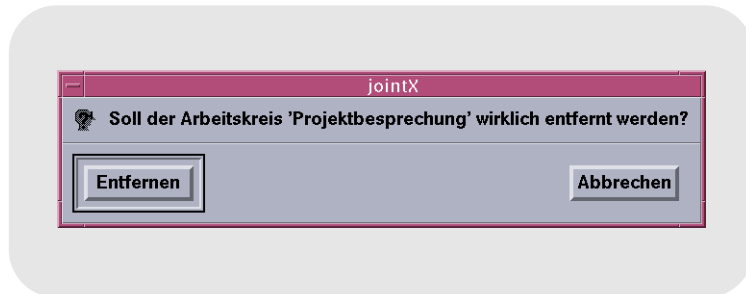 jointX
Soll der Arbeitskreis 'Projektbesprechung' wirklich entfernt werden?
Entfernen
Abbrechen